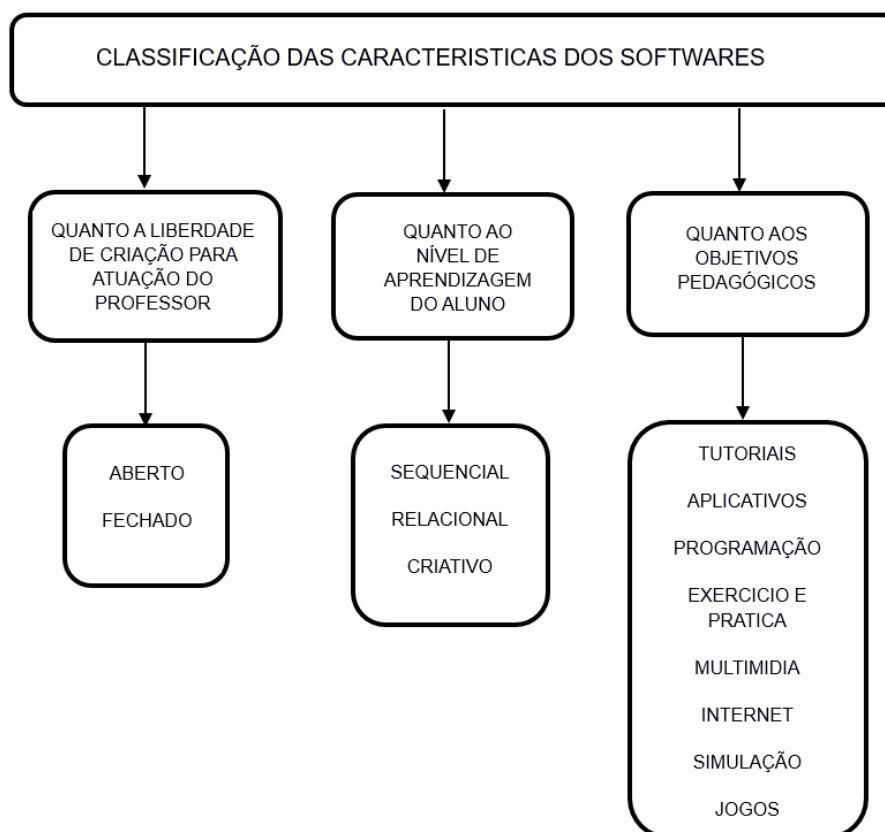 CLASSIFICAÇÃO DAS CARACTERISTICAS DOS SOFTWARES
QUANTO A LIBERDADE
DE CRIAÇÃO PARA
ATUAÇÃO DO
PROFESSOR
QUANTO AO
NÍVEL DE
APRENDIZAGEM
DO ALUNO
QUANTO AOS
OBJETIVOS
PEDAGÓGICOS
ABERTO
FECHADO
SEQUENCIAL
RELACIONAL
CRIATIVO
TUTORIAIS
APLICATIVOS
PROGRAMAÇÃO
EXERCICIO E
PRATICA
MULTIMIDIA
INTERNET
SIMULAÇÃO
JOGOS